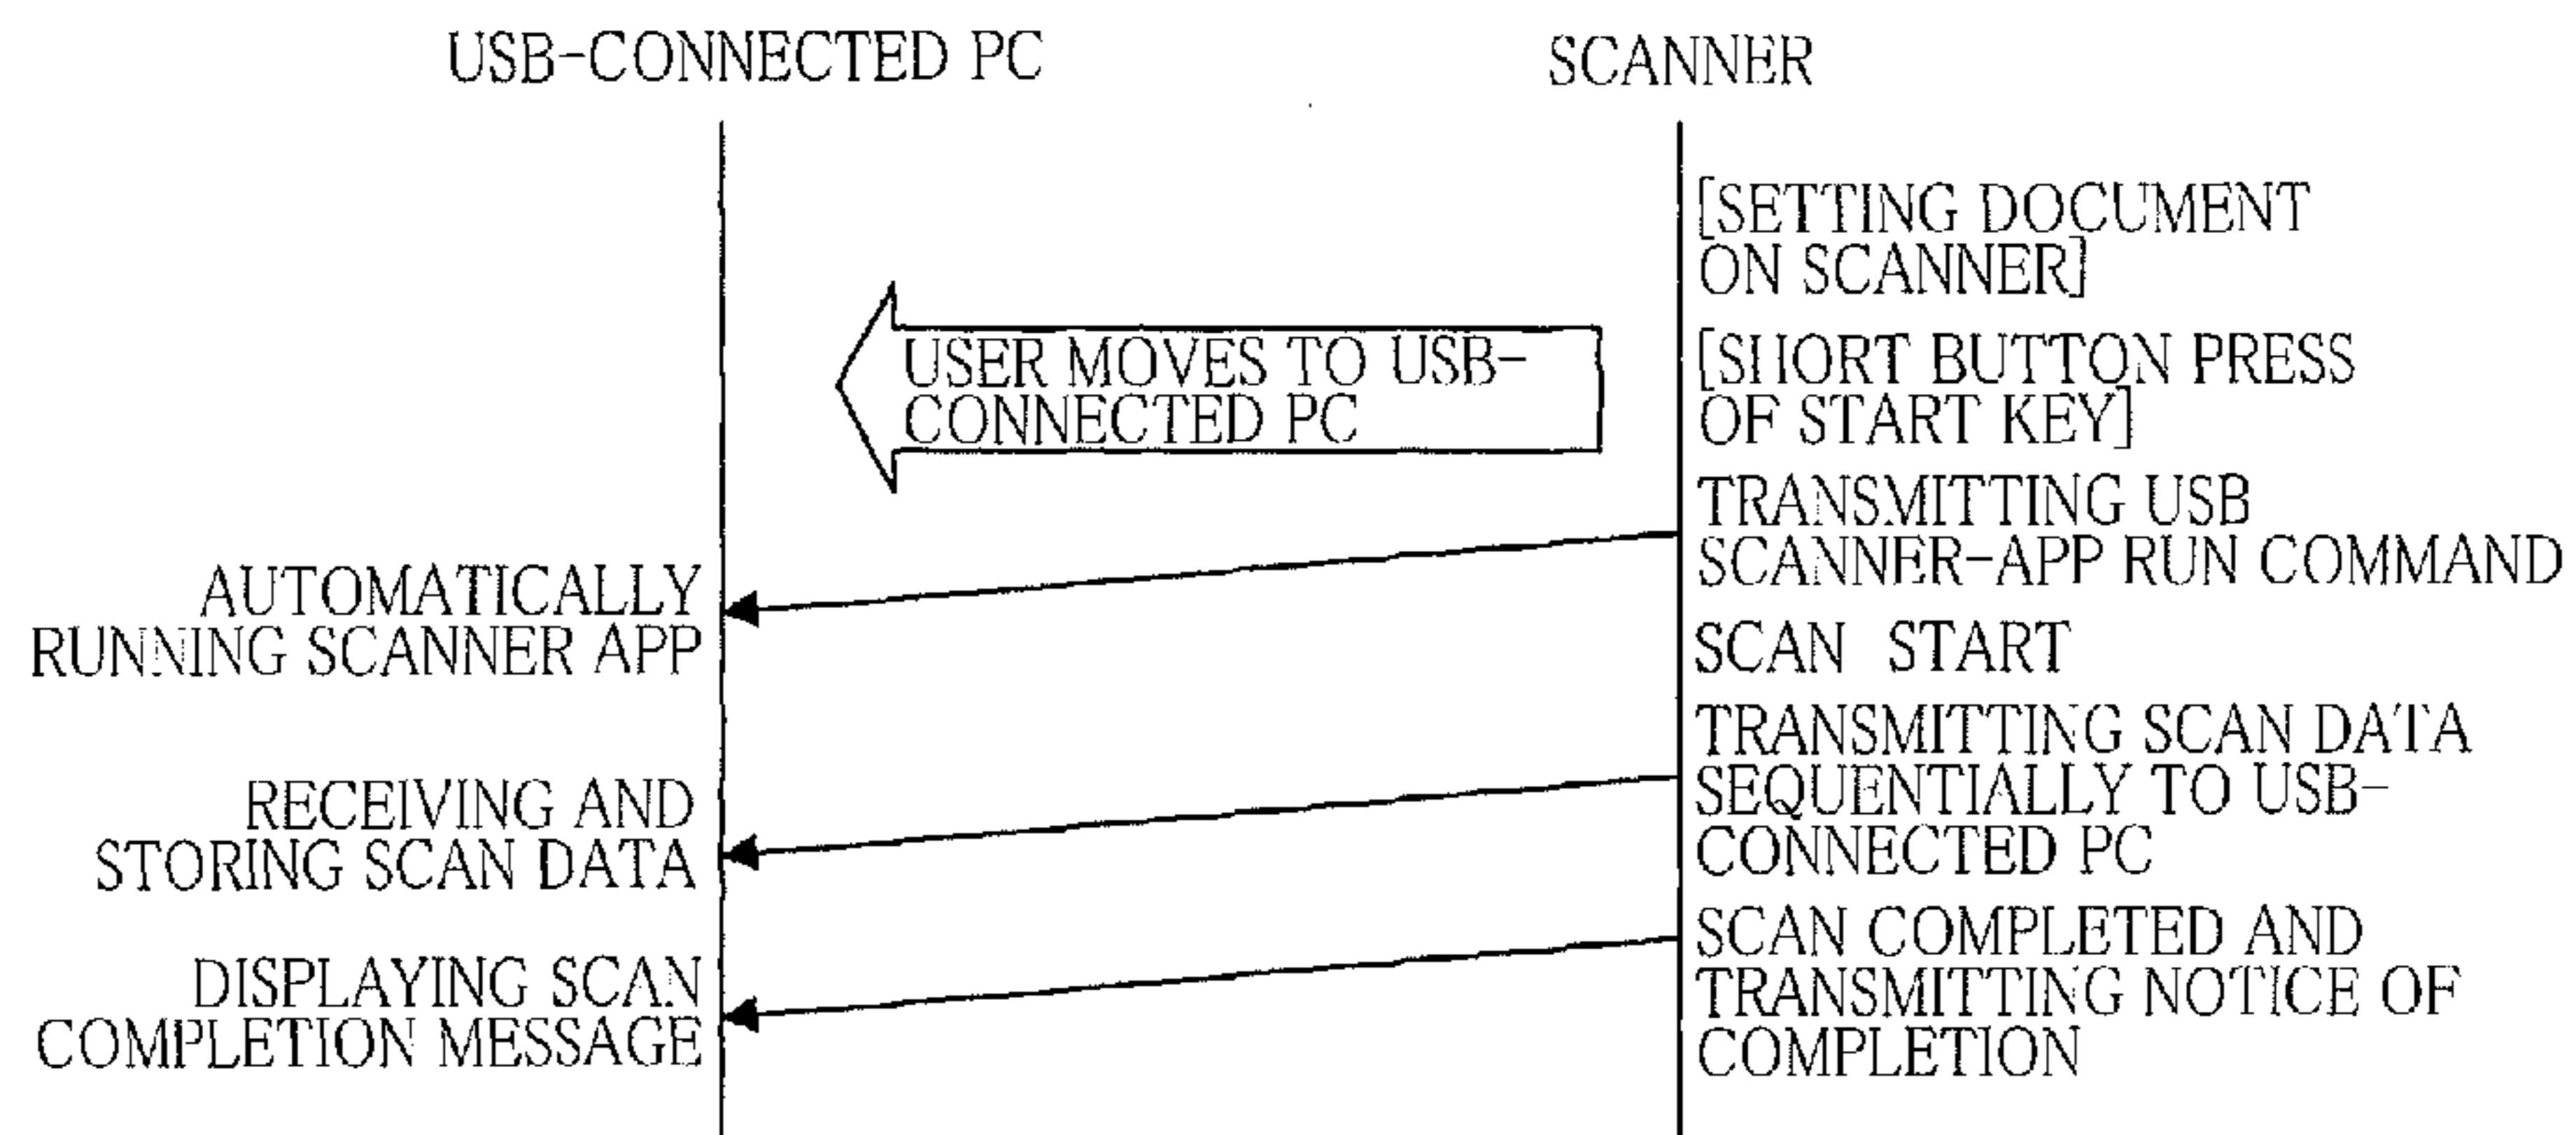 USB-CONNECTED PC
SCANNER
[SETTING DOCUMENT
ON SCANNER]
USER MOVES TO USB-
CONNECTED PC
[SHORT BUTTON PRESS
OF START KEY]
TRANSMITTING USB
SCANNER-APP RUN COMMAND
AUTOMATICALLY
RUNNING SCANNER APP
SCAN START
TRANSMITTING SCAN DATA
SEQUENTIALLY TO USB-
CONNECTED PC
RECEIVING AND
STORING SCAN DATA
SCAN COMPLETED AND
TRANSMITTING NOTICE OF
COMPLETION
DISPLAYING SCAN
COMPLETION MESSAGE